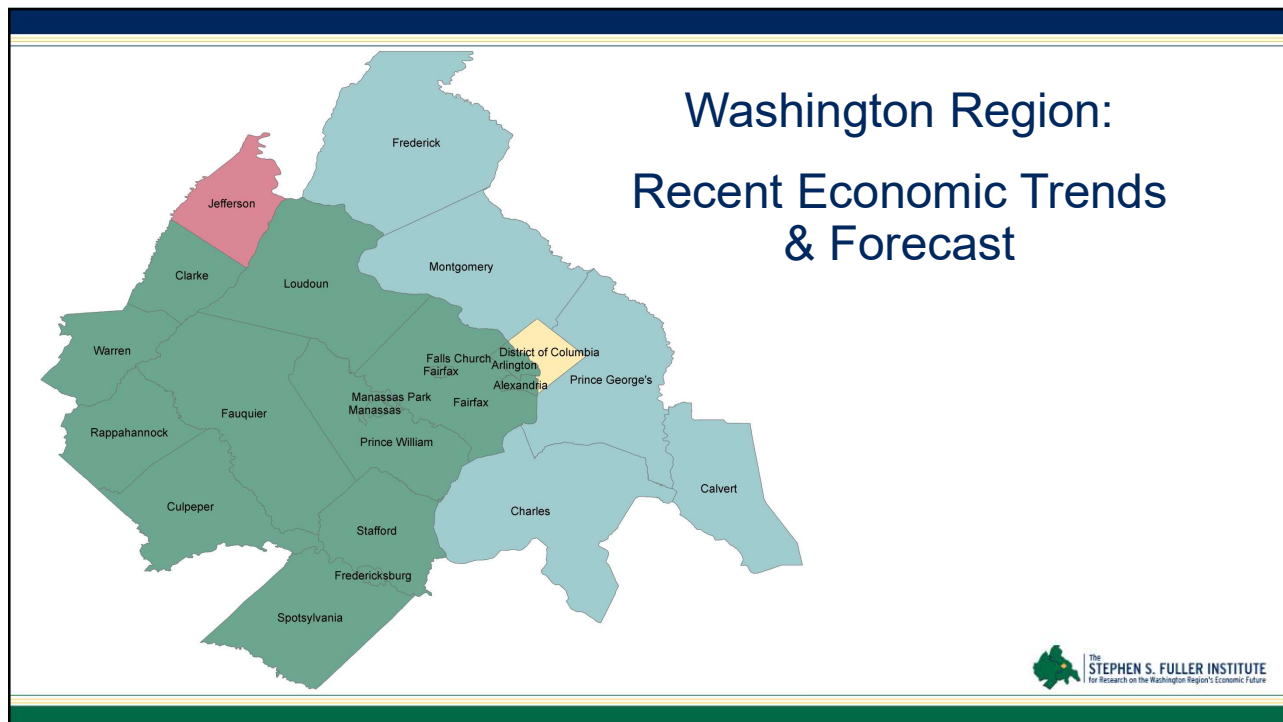 Washington Region:
Recent Economic Trends
& Forecast
Frederick
Jefferson
Montgomery
Clarke
Loudoun
Warren
District of Columbia
Falls Church
Arlington
Fairfax
Prince George's
Alexandria
Manassas Park
Fairfax
Manassas
Fauquier
Rappahannock
Prince William
Calvert
Culpeper
Charles
Stafford
Fredericksburg
Spotsylvania
The
STEPHEN S. FULLER INSTITUTE
for Research on the Washington Region's Economic Future